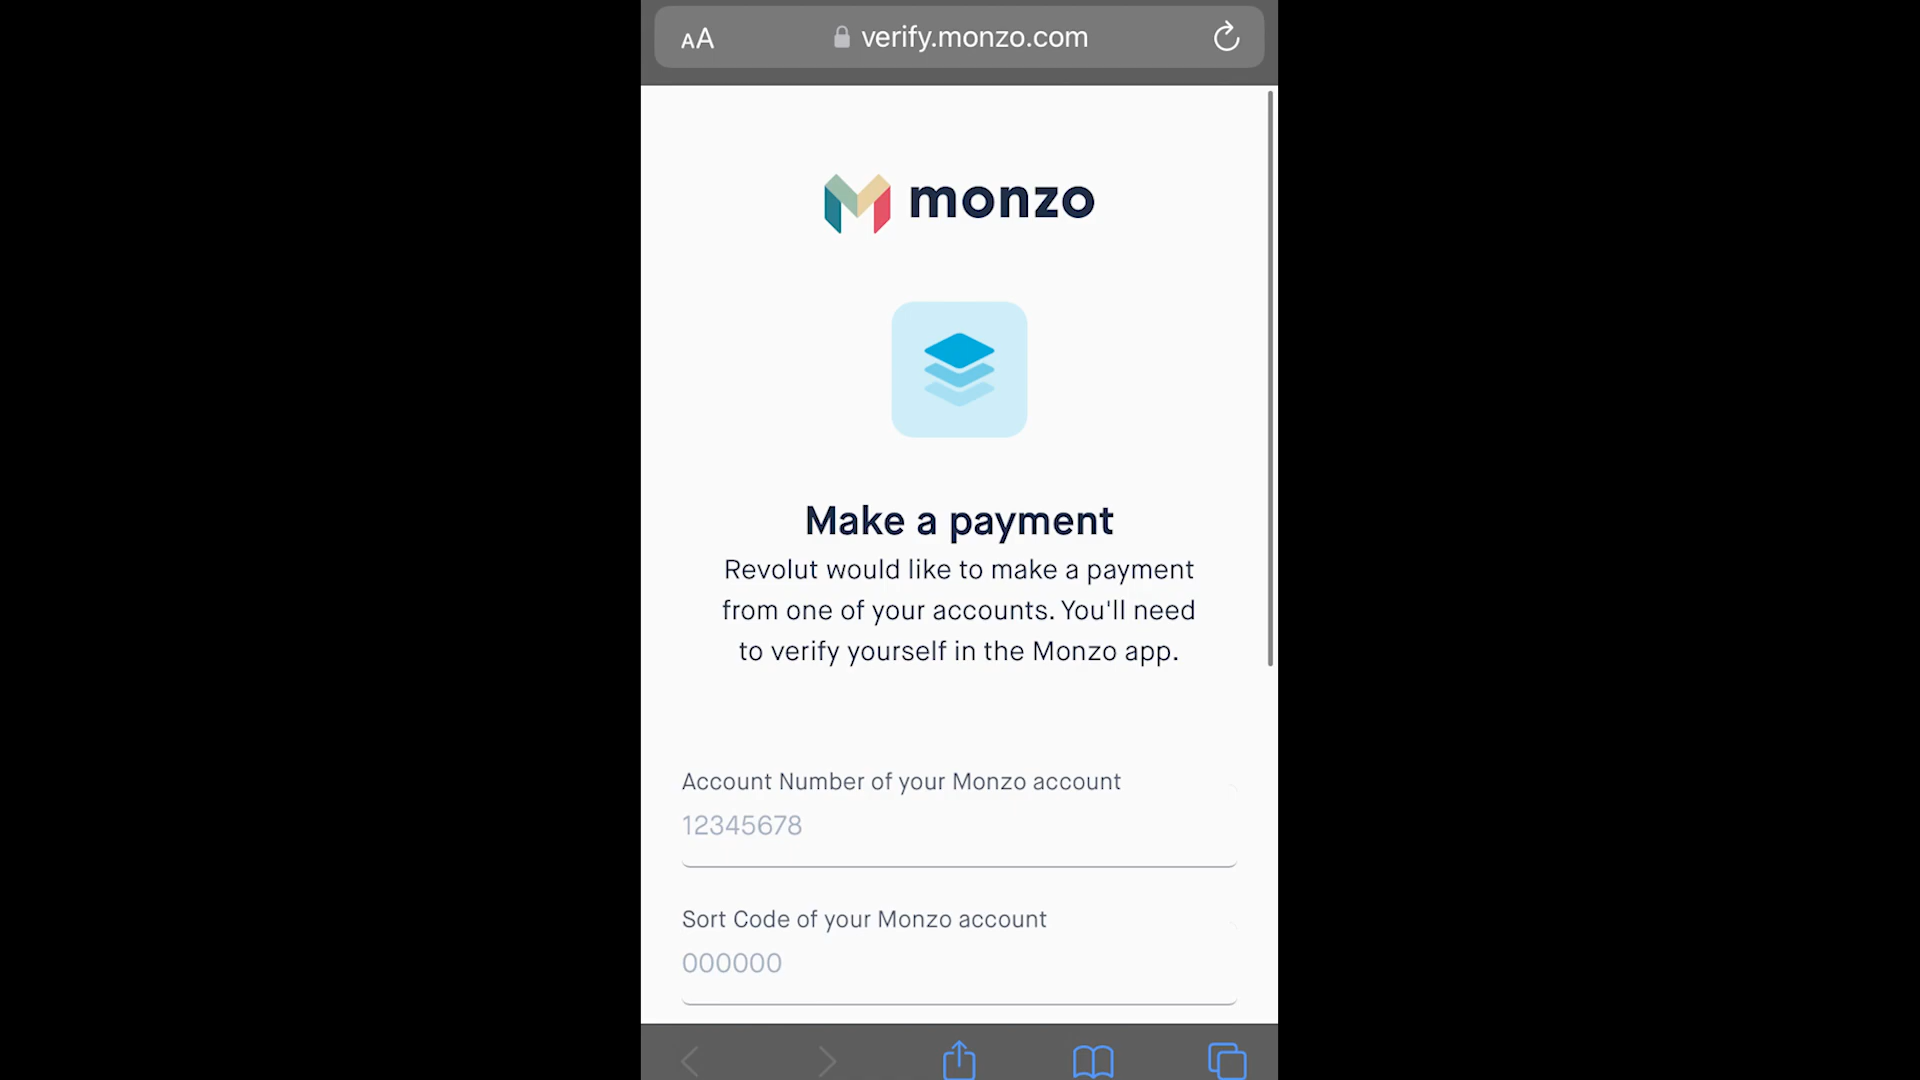 AA
verify.monzo.com
monzo
Make a payment
Revolut would like to make a payment
from one of your accounts. You'll need
to verify yourself in the Monzo app.
Account Number of your Monzo account
12345678
Sort Code of your Monzo account
000000